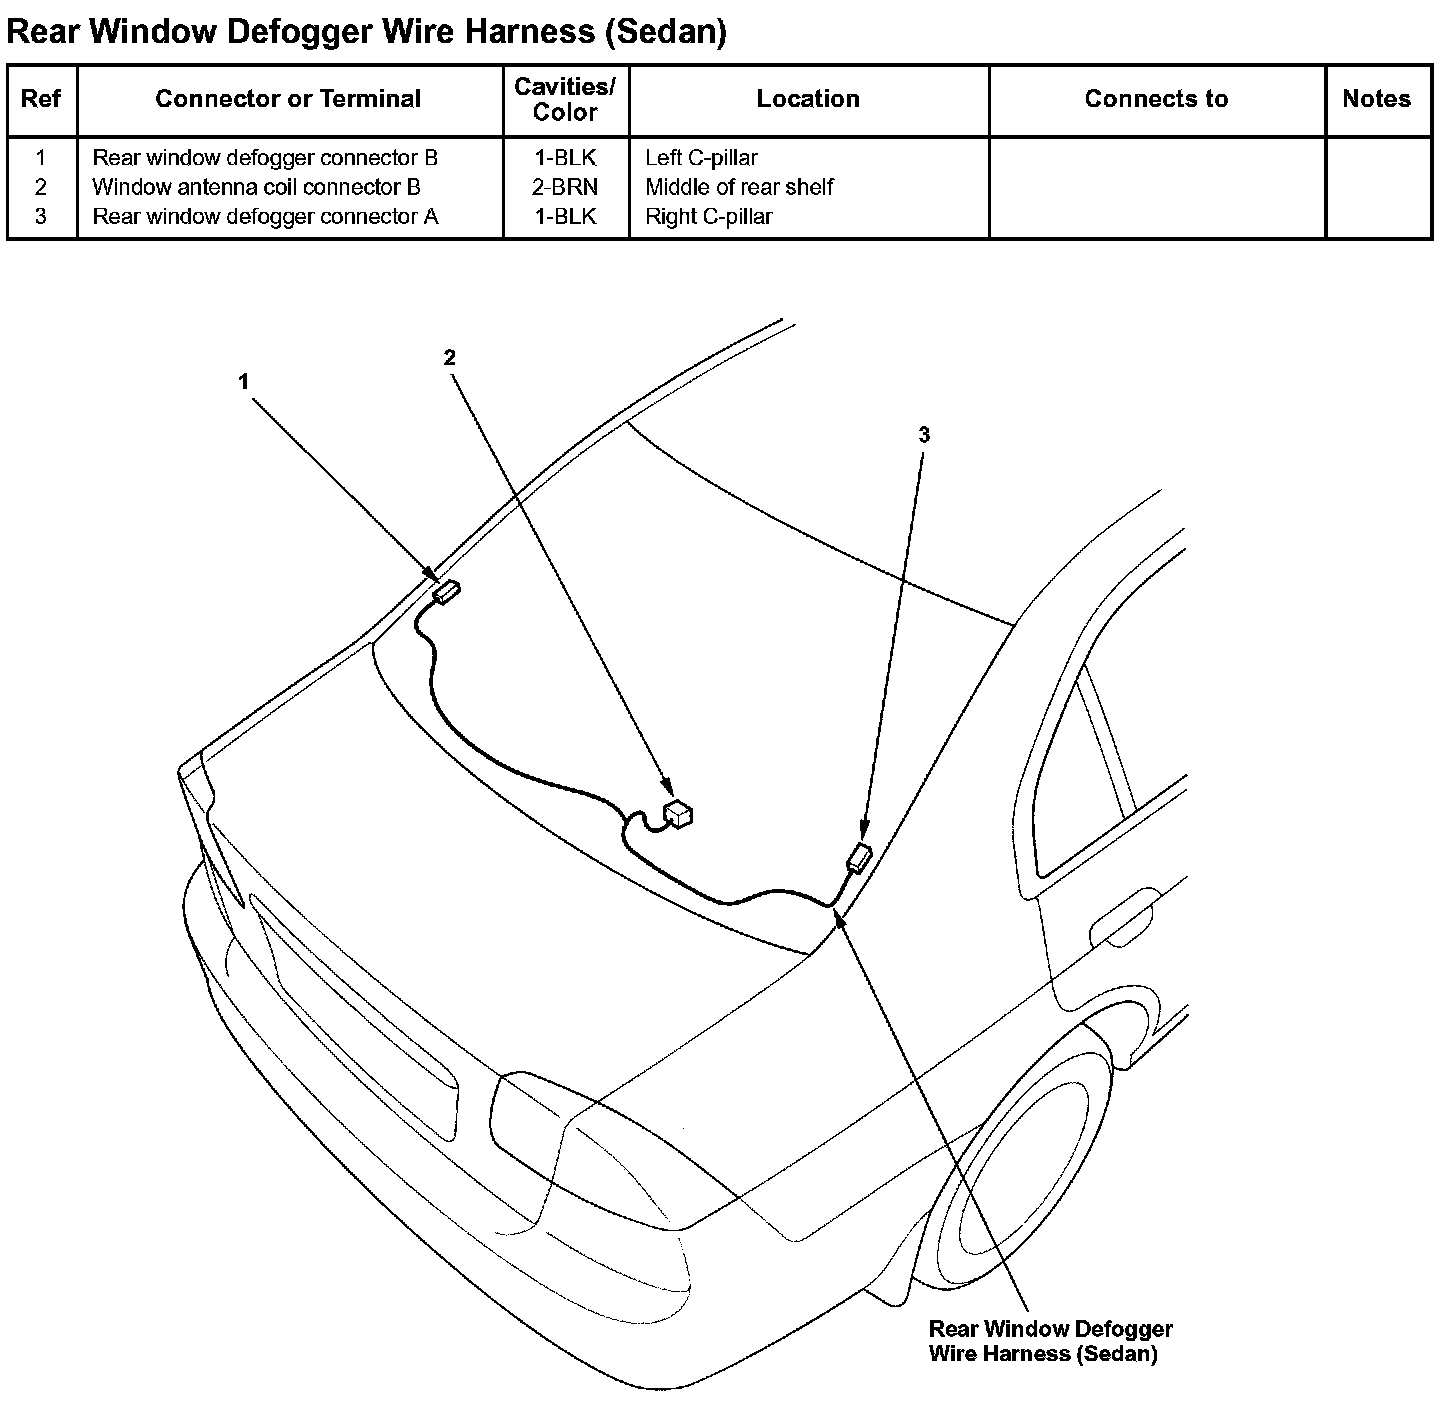 Rear Window Defogger Wire Harness (Sedan)
Ref Connector or Terminal Cavities/ Color Location Connects to Notes
1 Rear window defogger connector B 1-BLK Left C-pillar
2 Window antenna coil connector B 2-BRN Middle of rear shelf
3 Rear window defogger connector A 1-BLK Right C-pillar
2
1
3
Rear Window Defogger
Wire Harness (Sedan)